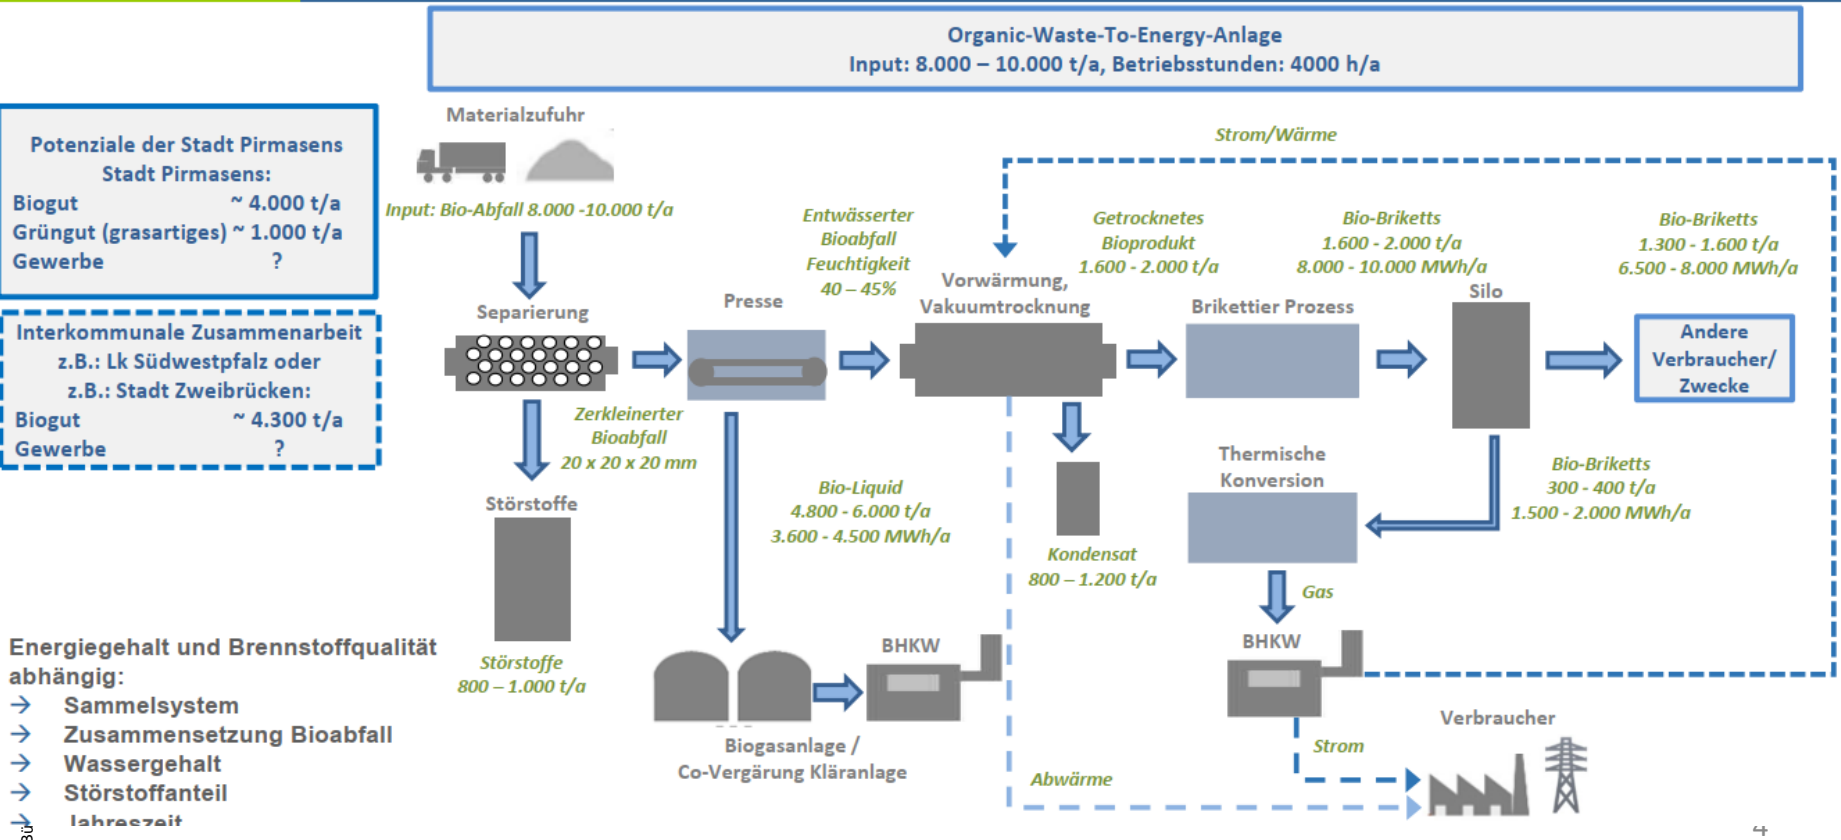 Organic-Waste-To-Energy-Anlage
Input: 8.000 – 10.000 t/a, Betriebsstunden: 4000 h/a
Potenziale der Stadt Pirmasens
Stadt Pirmasens:
Biogut ~ 4.000 t/a
Grüngut (grasartiges) ~ 1.000 t/a
Gewerbe ?
Interkommunale Zusammenarbeit
z.B.: Lk Südwestpfalz oder
z.B.: Stadt Zweibrücken:
Biogut ~ 4.300 t/a
Gewerbe ?
Energiegehalt und Brennstoffqualität
abhängig:
→ Sammelsystem
→ Zusammensetzung Bioabfall
→ Wassergehalt
→ Störstoffanteil
→ Jahreszeit
Bü
Materialzufuhr
Input: Bio-Abfall 8.000 -10.000 t/a
Separierung
Zerkleinerter
Bioabfall
20 x 20 x 20 mm
Störstoffe
Störstoffe
800 – 1.000 t/a
Presse
Bio-Liquid
4.800 - 6.000 t/a
3.600 - 4.500 MWh/a
Biogasanlage /
Co-Vergärung Kläranlage
BHKW
Entwässerter
Bioabfall
Feuchtigkeit
40 – 45%
Strom/Wärme
Vorwärmung,
Vakuumtrocknung
Kondensat
800 – 1.200 t/a
Abwärme
Getrocknetes
Bioprodukt
1.600 - 2.000 t/a
Brikettier Prozess
Bio-Briketts
1.600 - 2.000 t/a
8.000 - 10.000 MWh/a
Silo
Bio-Briketts
1.300 - 1.600 t/a
6.500 - 8.000 MWh/a
Andere
Verbraucher/
Zwecke
Bio-Briketts
300 - 400 t/a
1.500 - 2.000 MWh/a
Thermische
Konversion
Gas
BHKW
Strom
Verbraucher
4